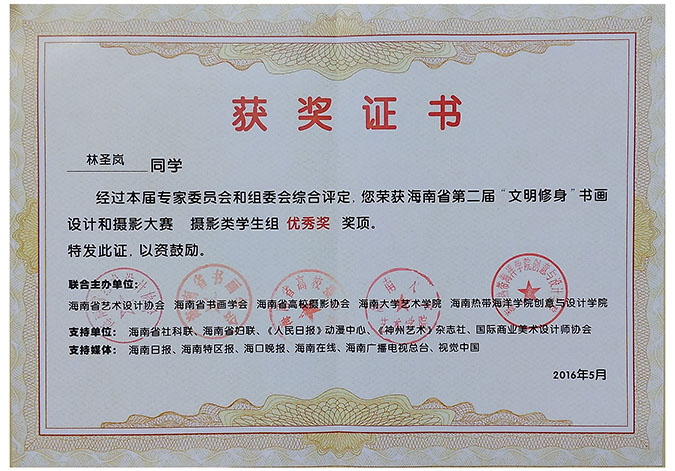 获奖证书
林圣岚 同学
经过本届专家委员会和组委会综合评定，您荣获海南省第二届“文明修身”书画
设计和摄影大赛 摄影类学生组 优秀奖 奖项。
特发此证，以资鼓励。
联合主办单位：
海南省艺术设计协会 海南省书画学会 海南省高校摄影协会 海南大学艺术学院 海南热带海洋学院创意与设计学院
支持单位：海南省社科联、海南省妇联、《人民日报》动漫中心、《神州艺术》杂志社、国际商业美术设计师协会
支持媒体：海南日报、海南特区报、海口晚报、海南在线、海南广播电视总台、视觉中国
2016年5月